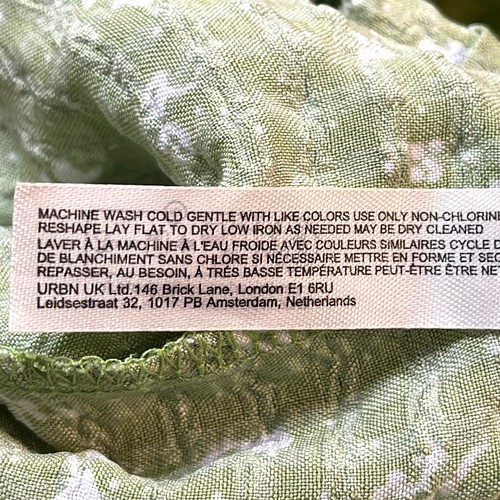 MACHINE WASH COLD GENTLE WITH LIKE COLORS USE ONLY NON-CHLORINE
RESHAPE LAY FLAT TO DRY LOW IRON AS NEEDED MAY BE DRY CLEANED
LAVER À LA MACHINE À L'EAU FROIDE AVEC COULEURS SIMILAIRES CYCLE D
DE BLANCHIMENT SANS CHLORE SI NÉCESSAIRE METTRE EN FORME ET SEC
REPASSER, AU BESOIN, À TRÉS BASSE TEMPÉRATURE PEUT-ÊTRE ÊTRE NET
URBN UK Ltd.146 Brick Lane, London E1 6RU
Leidsestraat 32, 1017 PB Amsterdam, Netherlands